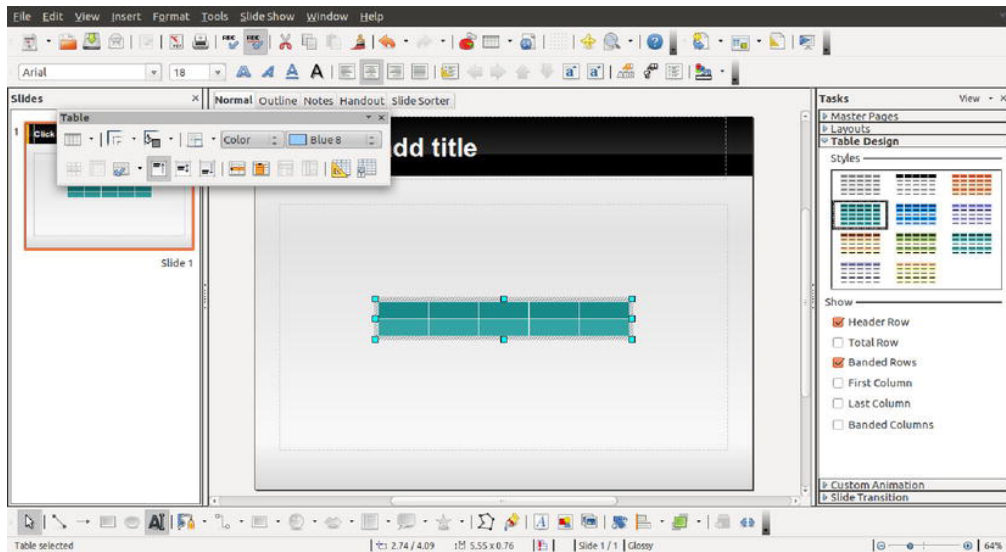 File Edit View Insert Format Tools Slide Show Window Help
Arial 18
Slides
Normal Outline Notes Handout Slide Sorter
Tasks View
Table
Color Blue 8
1 Click
dd title
Slide 1
Master Pages
Layouts
Table Design
Styles
Show
Header Row
Total Row
Banded Rows
First Column
Last Column
Banded Columns
Custom Animation
Slide Transition
Table selected 2.74 / 4.09 5.55 x 0.76 Slide 1 / 1 Glossy 64%